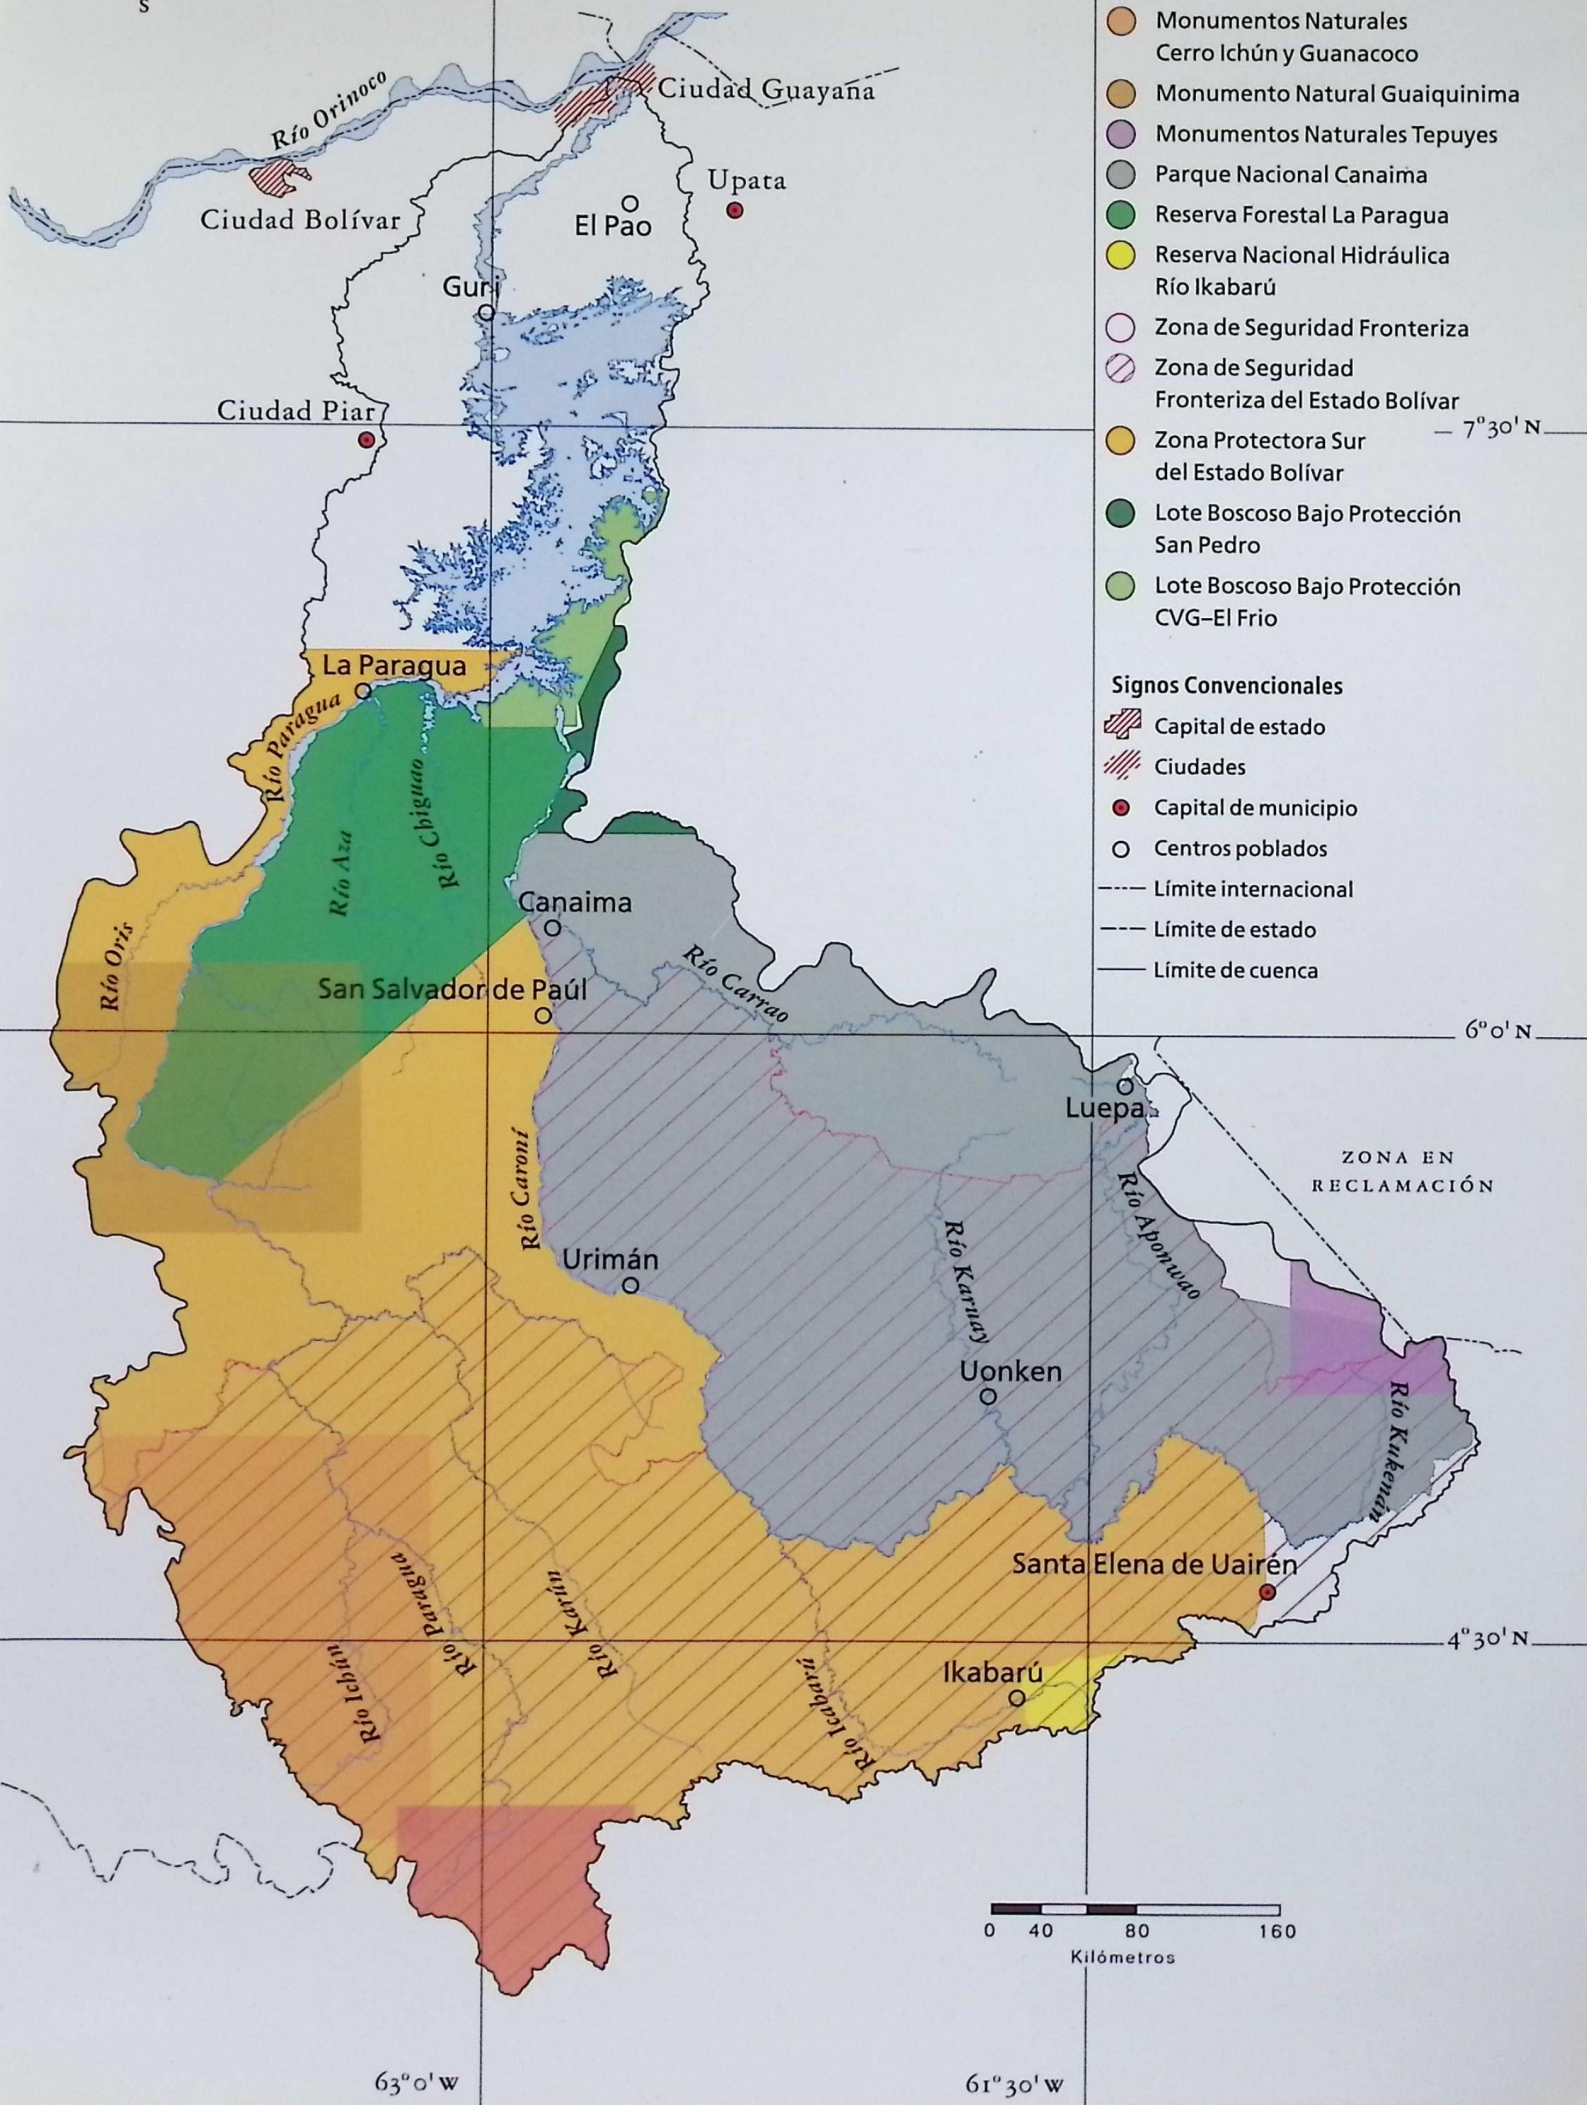 s
Monumentos Naturales
Cerro Ichún y Guanacoco
Monumento Natural Guaiquinima
Monumentos Naturales Tepuyes
Parque Nacional Canaima
Reserva Forestal La Paragua
Reserva Nacional Hidráulica
Río Ikabarú
Zona de Seguridad Fronteriza
Zona de Seguridad
Fronteriza del Estado Bolívar
Zona Protectora Sur
del Estado Bolívar
Lote Boscoso Bajo Protección
San Pedro
Lote Boscoso Bajo Protección
CVG–El Frio
Signos Convencionales
Capital de estado
Ciudades
Capital de municipio
Centros poblados
Límite internacional
Límite de estado
Límite de cuenca
Río Orinoco
Ciudad Guayana
Ciudad Bolívar
Upata
El Pao
Guri
Ciudad Piar
7°30' N
La Paragua
Río Paragua
Río Chiguao
Río Aza
Canaima
Río Oris
Río Carrao
San Salvador de Paúl
6°0' N
Luepa
ZONA EN
RECLAMACIÓN
Río Caroní
Río Aponwao
Urimán
Río Karuay
Uonken
Río Kukenán
Santa Elena de Uairén
Río Paragua
Río Karún
4°30' N
Río Ichún
Río Icabarú
Ikabarú
0 40 80 160
Kilómetros
63°0' W
61°30' W